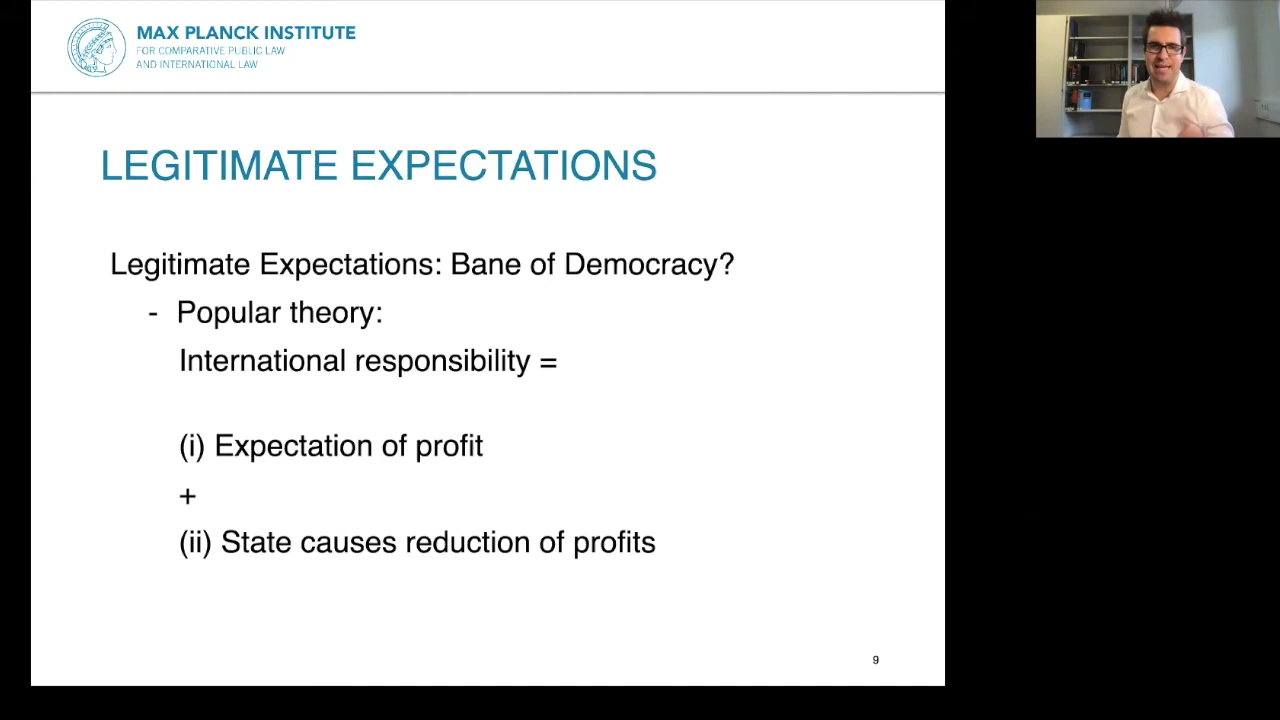 MAX PLANCK INSTITUTE
FOR COMPARATIVE PUBLIC LAW
AND INTERNATIONAL LAW
LEGITIMATE EXPECTATIONS
Legitimate Expectations: Bane of Democracy?
- Popular theory:
International responsibility =
(i) Expectation of profit
+
(ii) State causes reduction of profits
9